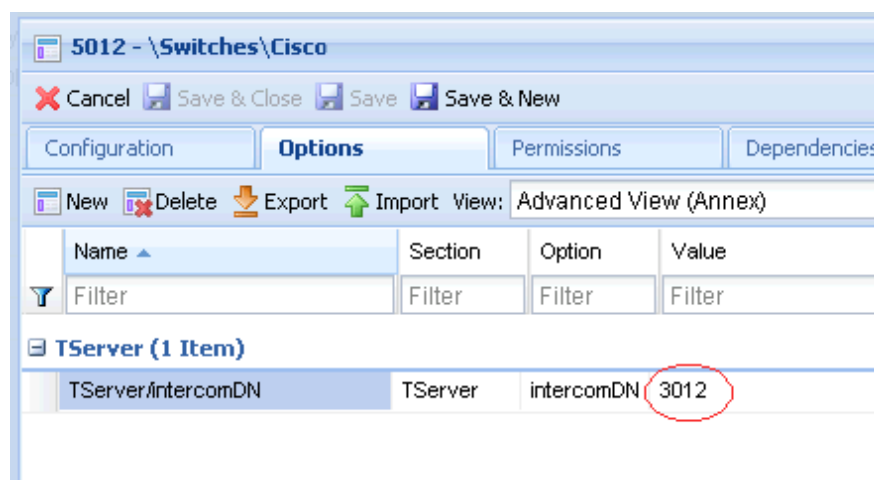 5012 - \Switches\Cisco
Cancel Save & Close Save Save & New
Configuration Options Permissions Dependencies
New Delete Export Import View: Advanced View (Annex)
Name Section Option Value
Filter Filter Filter Filter
TServer (1 Item)
TServer/intercomDN TServer intercomDN 3012